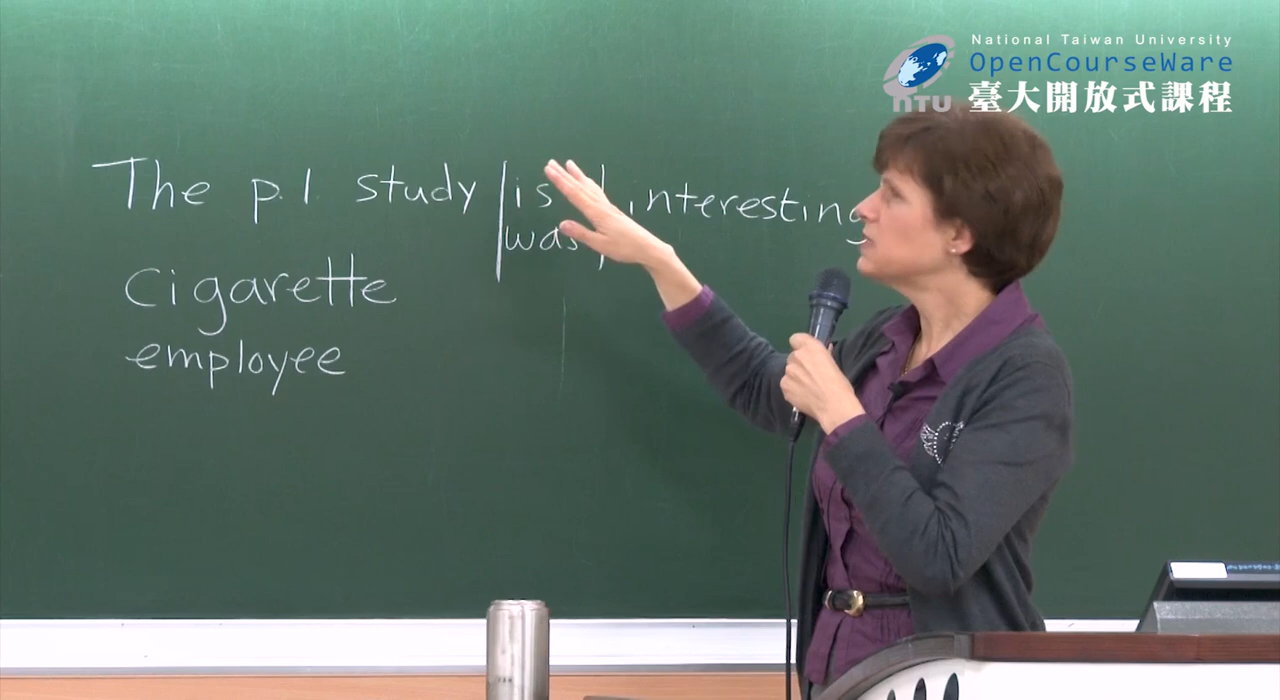 National Taiwan University
OpenCourseWare
NTU 臺大開放式課程
The p.1. study | is | interesting
| was |
cigarette
employee